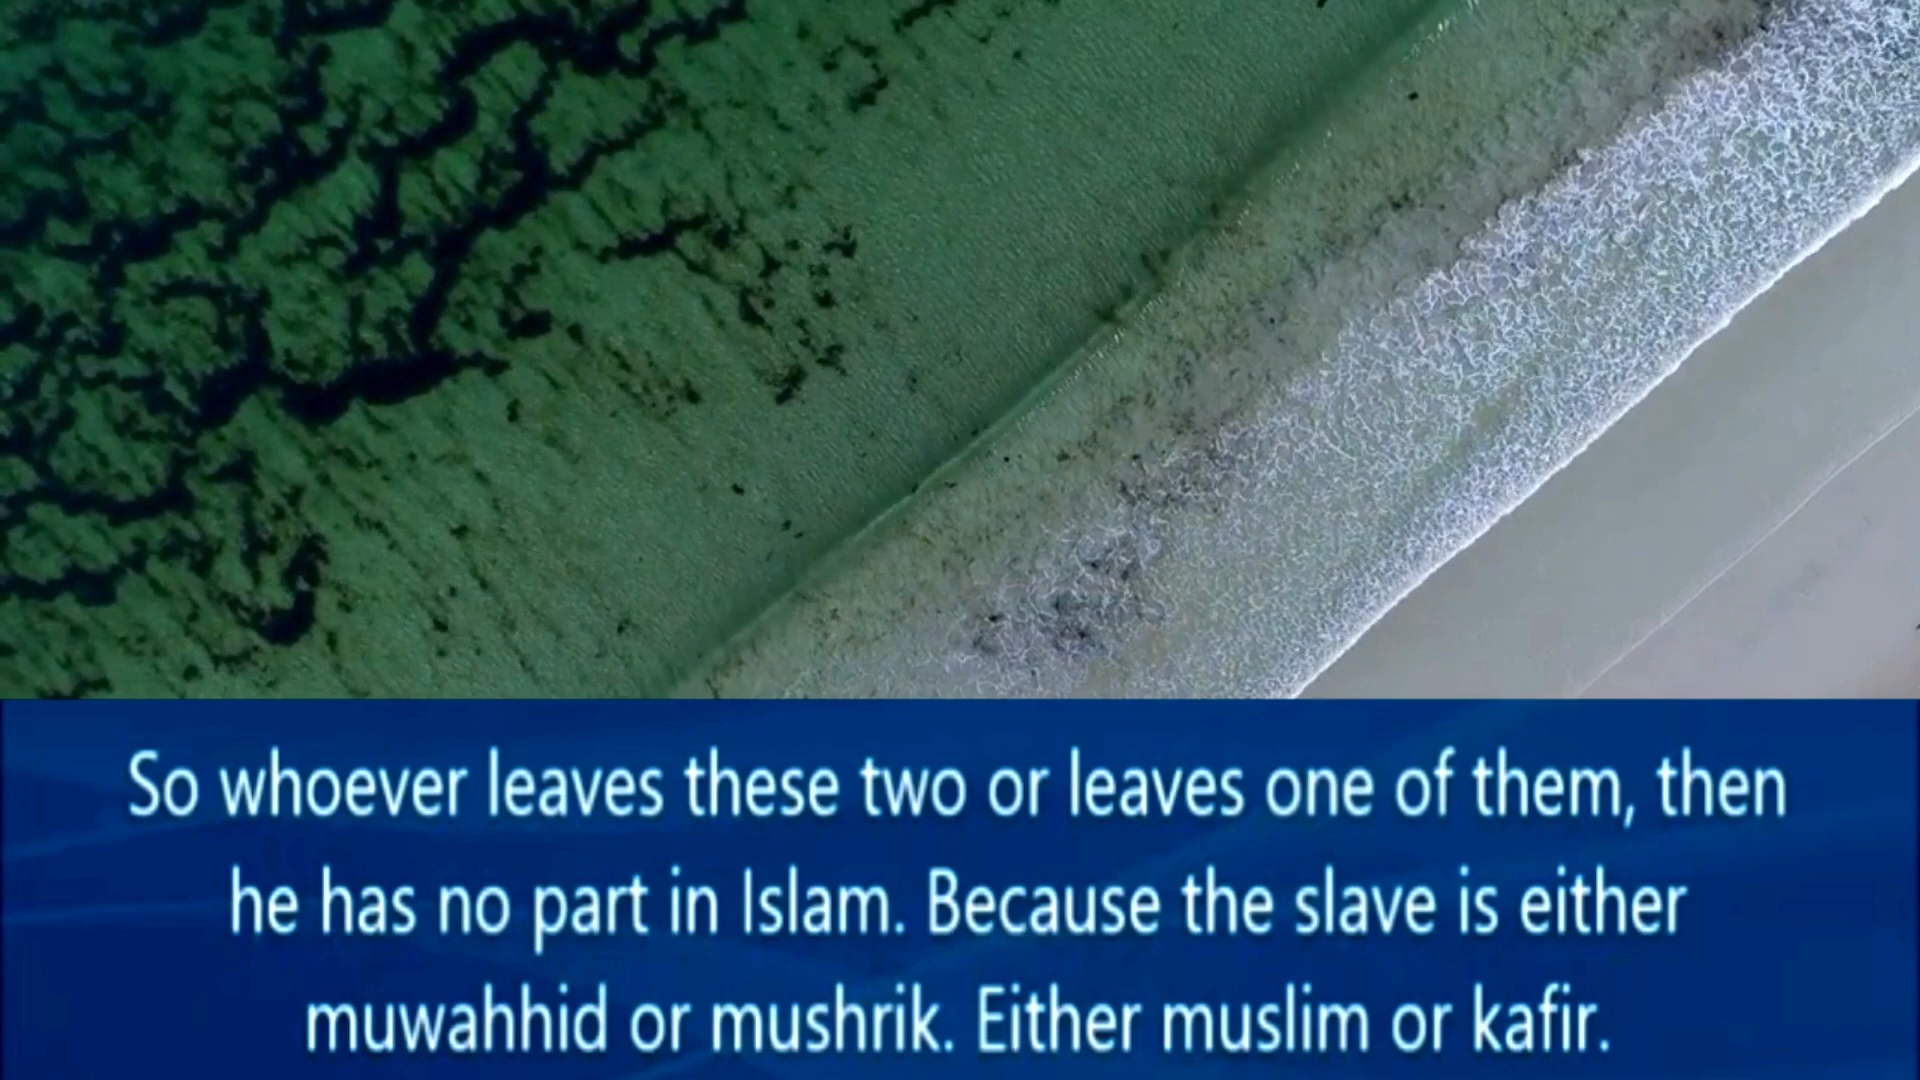 So whoever leaves these two or leaves one of them, then
he has no part in Islam. Because the slave is either
muwahhid or mushrik. Either muslim or kafir.